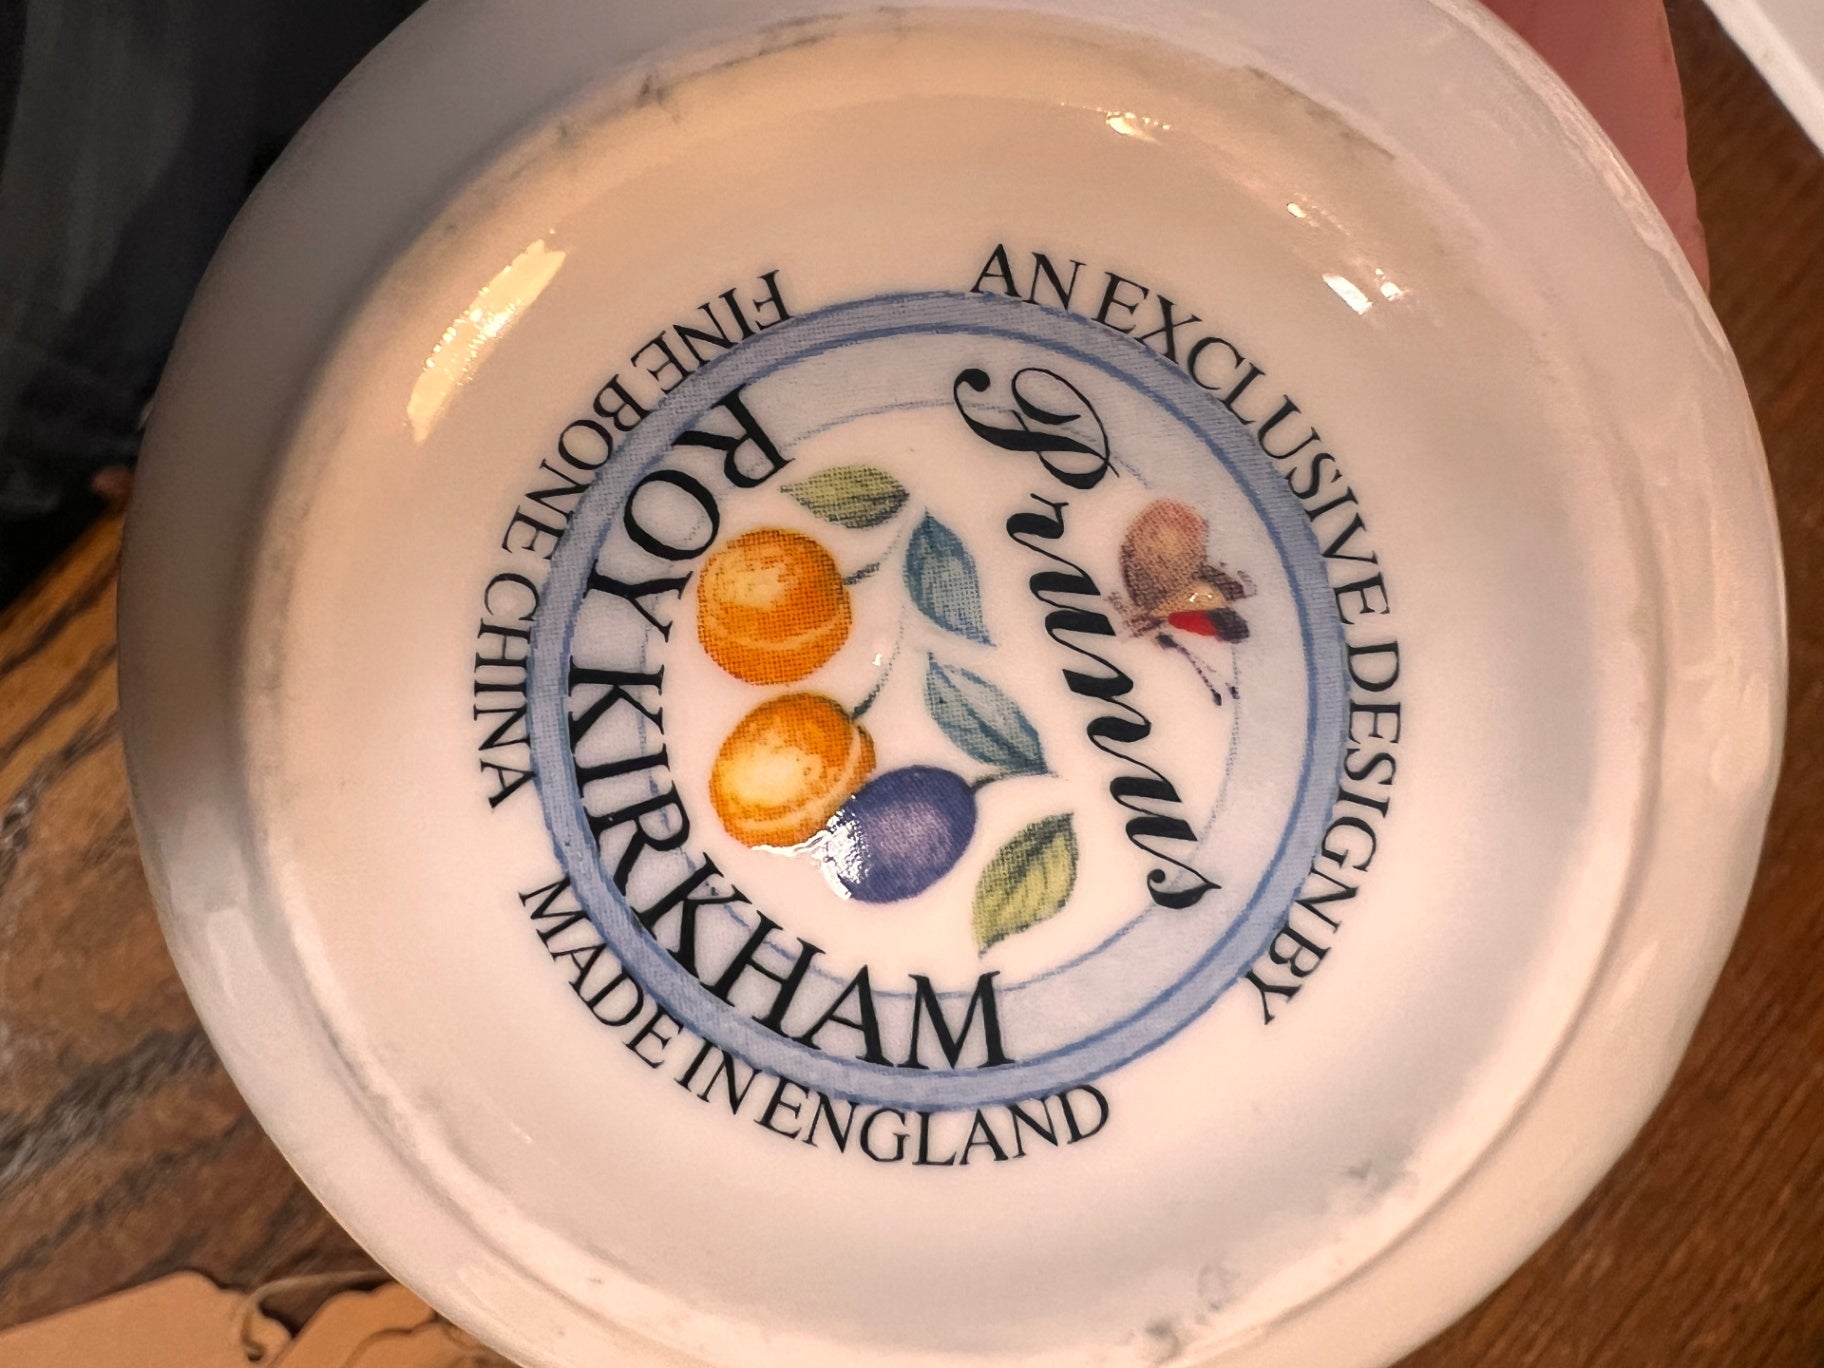 AN EXCLUSIVE DESIGN BY
Prunus
ROY KIRKHAM
FINE BONE CHINA
MADE IN ENGLAND